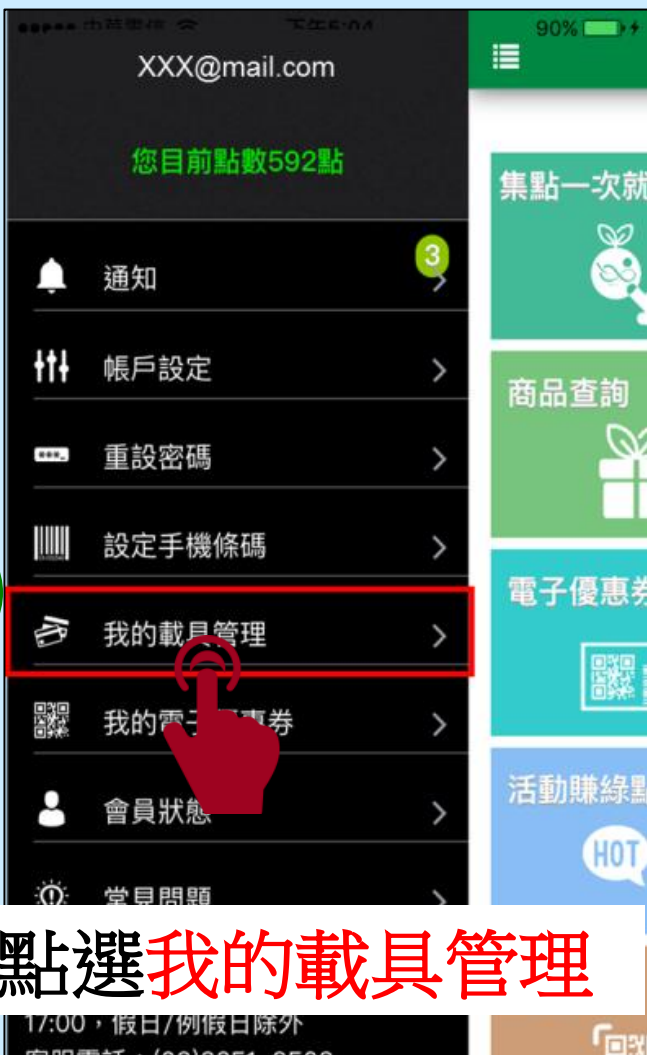 90%
XXX@mail.com
您目前點數592點
通知
3
帳戶設定
重設密碼
設定手機條碼
我的載具管理
我的電子優惠券
會員狀態
常見問題
集點一次就
商品查詢
電子優惠券
活動賺綠點
HOT
點選我的載具管理
17:00，假日/例假日除外